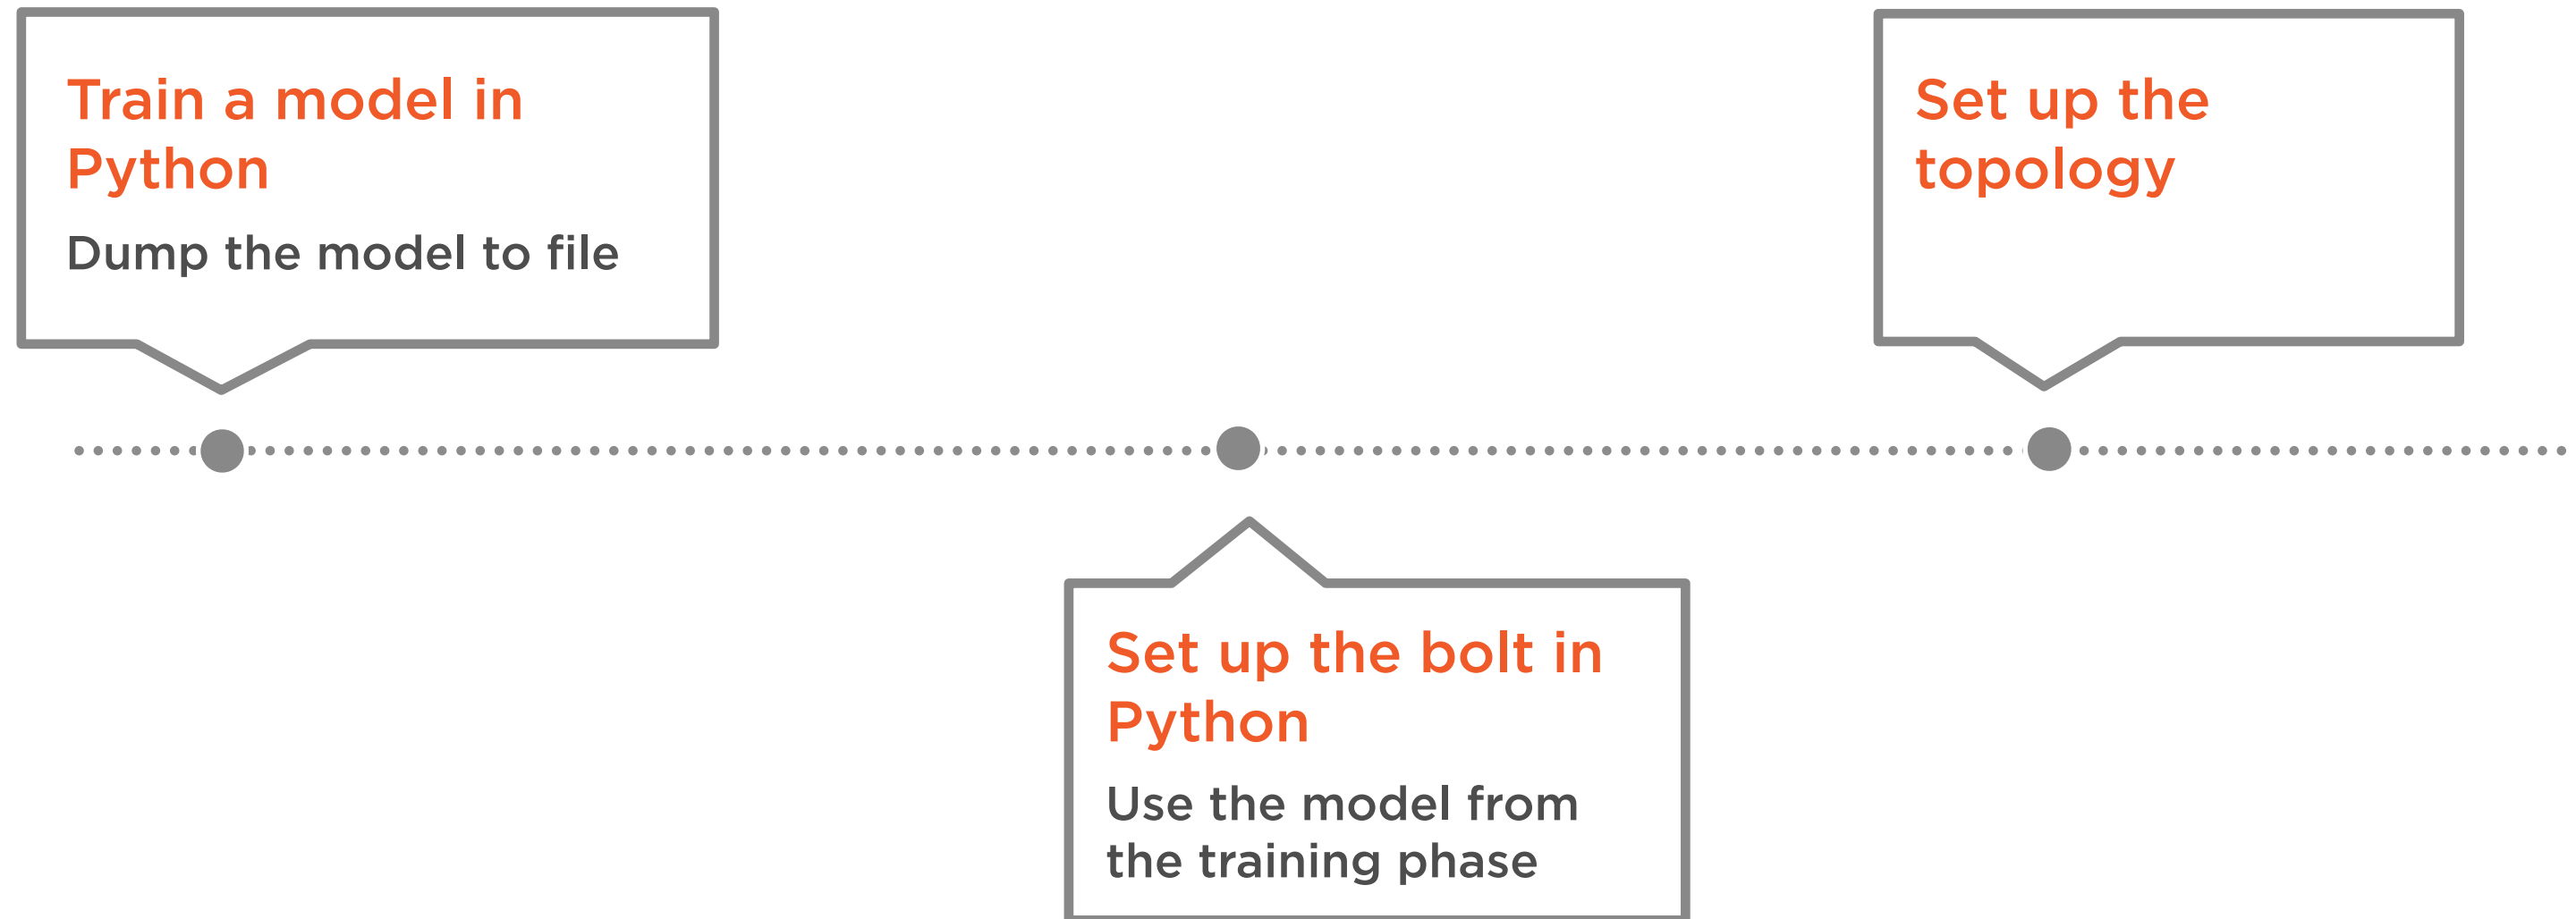 Train a model in
Python
Dump the model to file
Set up the bolt in
Python
Use the model from
the training phase
Set up the
topology